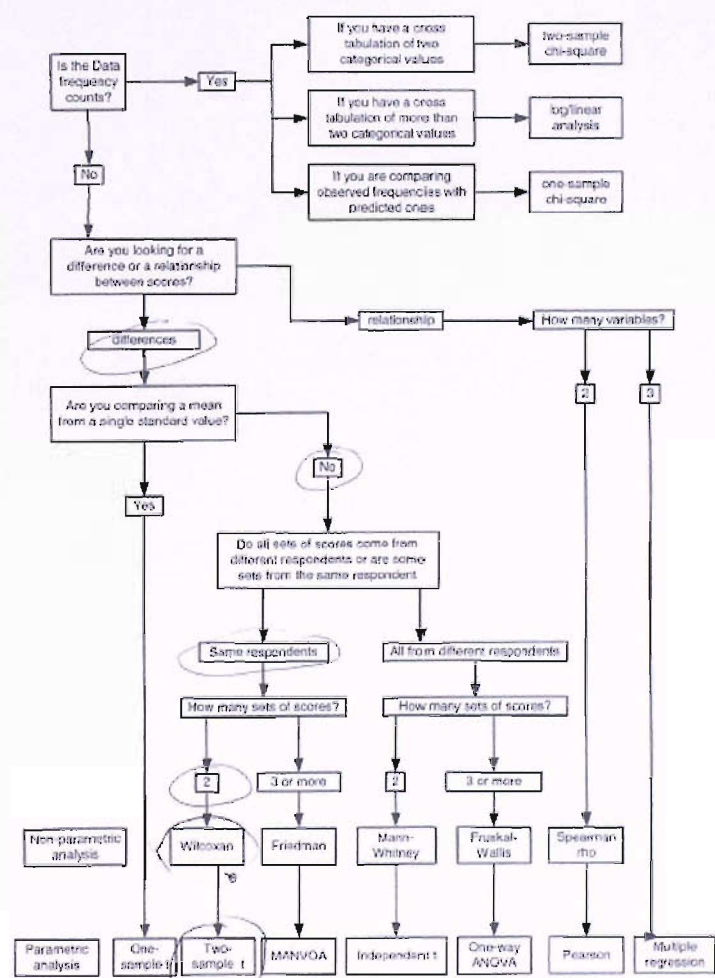 If you have a cross
tabulation of two
categorical values
two-sample
chi-square
Is the Data
frequency
counts?
Yes
If you have a cross
tabulation of more than
two categorical values
log/linear
analysis
No
If you are comparing
observed frequencies with
predicted ones
one-sample
chi-square
Are you looking for a
difference or a relationship
between scores?
relationship
How many variables?
differences
2
3
Are you comparing a mean
from a single standard value?
No
Yes
Do all sets of scores come from
different respondents or are some
sets from the same respondent
Same respondents
All from different respondents
How many sets of scores?
How many sets of scores?
2
3 or more
2
3 or more
Non-parametric
analysis
Wilcoxan
Friedman
Mann-
Whitney
Kruskal-
Wallis
Spearman
rho
Parametric
analysis
One-
sample t
Two-
sample t
MANVOA
Independent t
One-way
ANOVA
Pearson
Multiple
regression